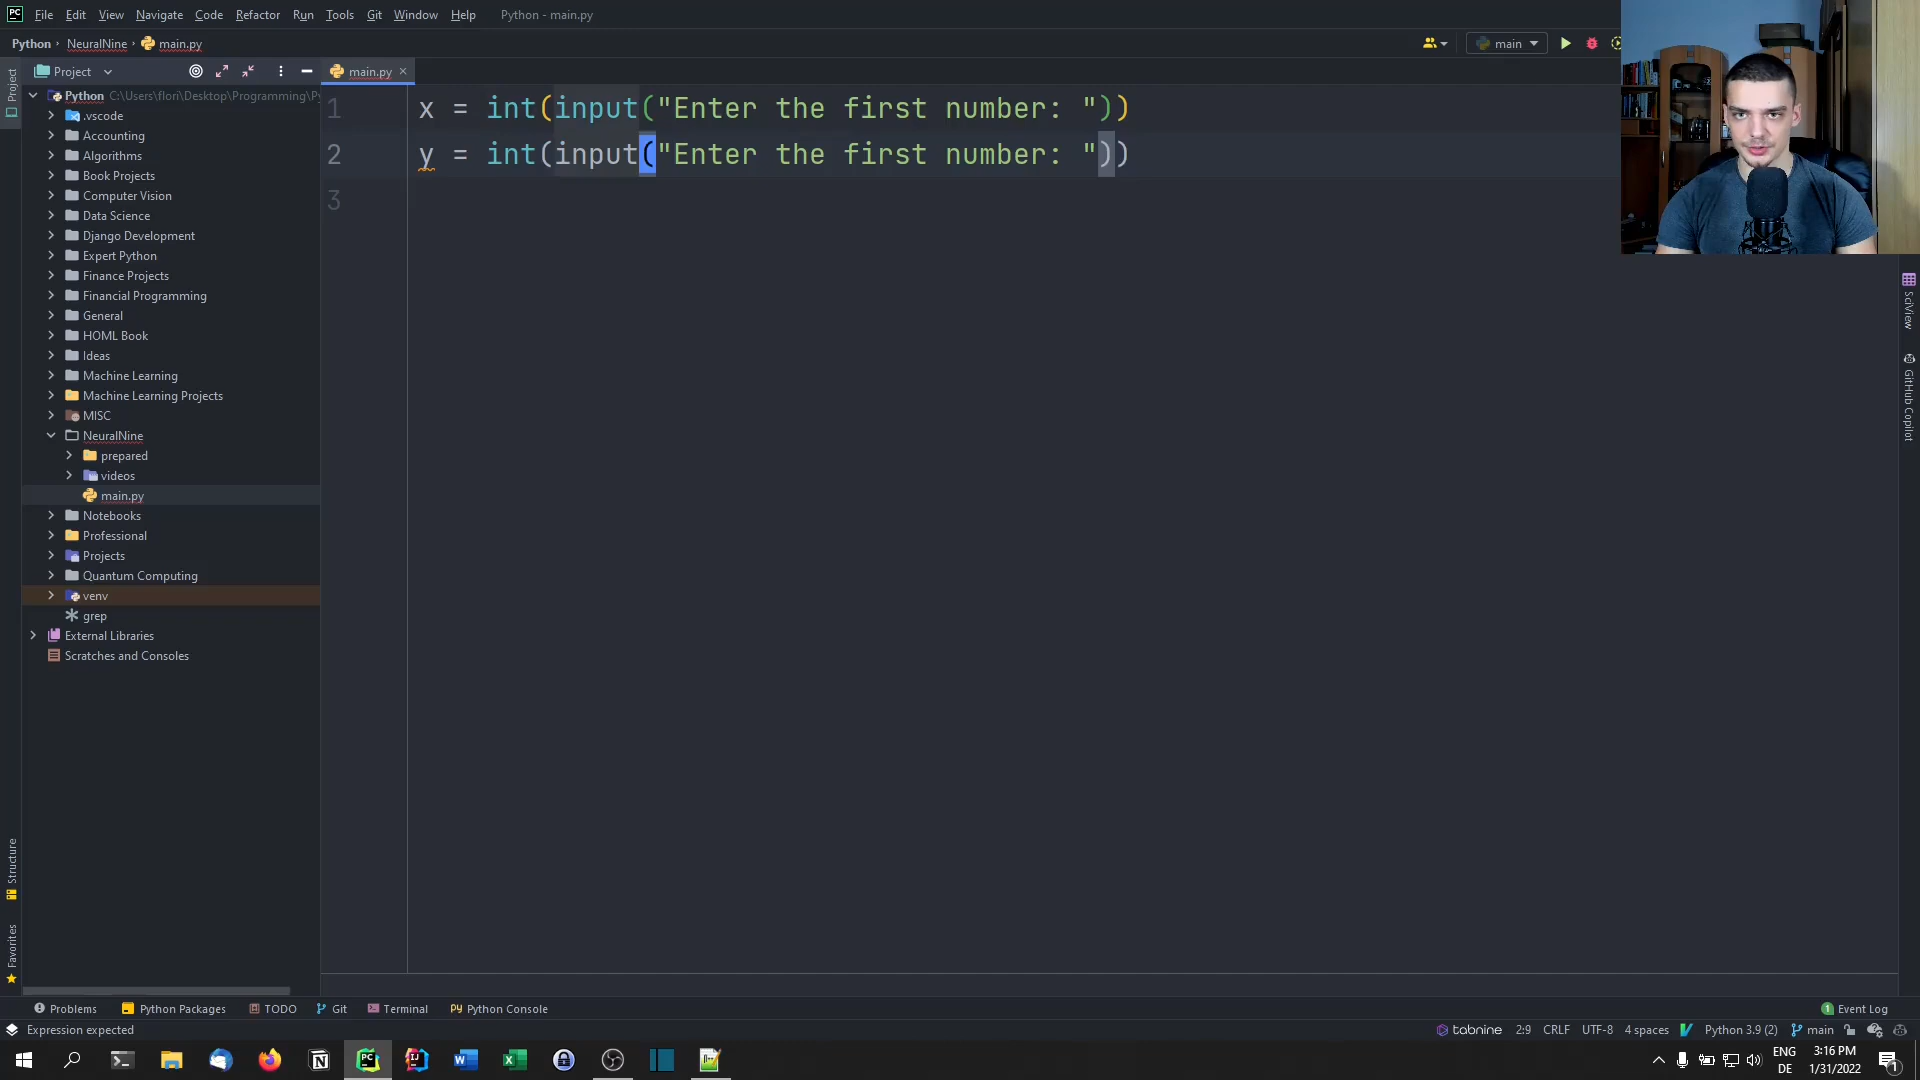 PC File Edit View Navigate Code Refactor Run Tools Git Window Help Python - main.py
Python NeuralNine main.py main
Project main.py
1 x = int(input("Enter the first number: "))
2 y = int(input("Enter the first number: "))
3
Project
Python C:\Users\flori\Desktop\Programming\Py
.vscode
Accounting
Algorithms
Book Projects
Computer Vision
Data Science
Django Development
Expert Python
Finance Projects
Financial Programming
General
HOML Book
Ideas
Machine Learning
Machine Learning Projects
MISC
NeuralNine
prepared
videos
main.py
Notebooks
Professional
Projects
Quantum Computing
venv
grep
External Libraries
Scratches and Consoles
SciView
GitHub Copilot
Structure
Favorites
Problems Python Packages TODO Git Terminal Python Console 1 Event Log
Expression expected tabnine 2:9 CRLF UTF-8 4 spaces Python 3.9 (2) main
ENG 3:16 PM
DE 1/31/2022 1